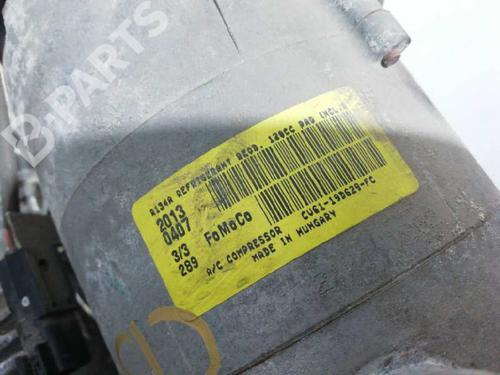 B-PARTS
R134A REFRIGERANT REQD. 120CC PAG INCL.
2013
0407
3/3
289
FoMoCo
CV61-19D629-FC
A/C COMPRESSOR
MADE IN HUNGARY